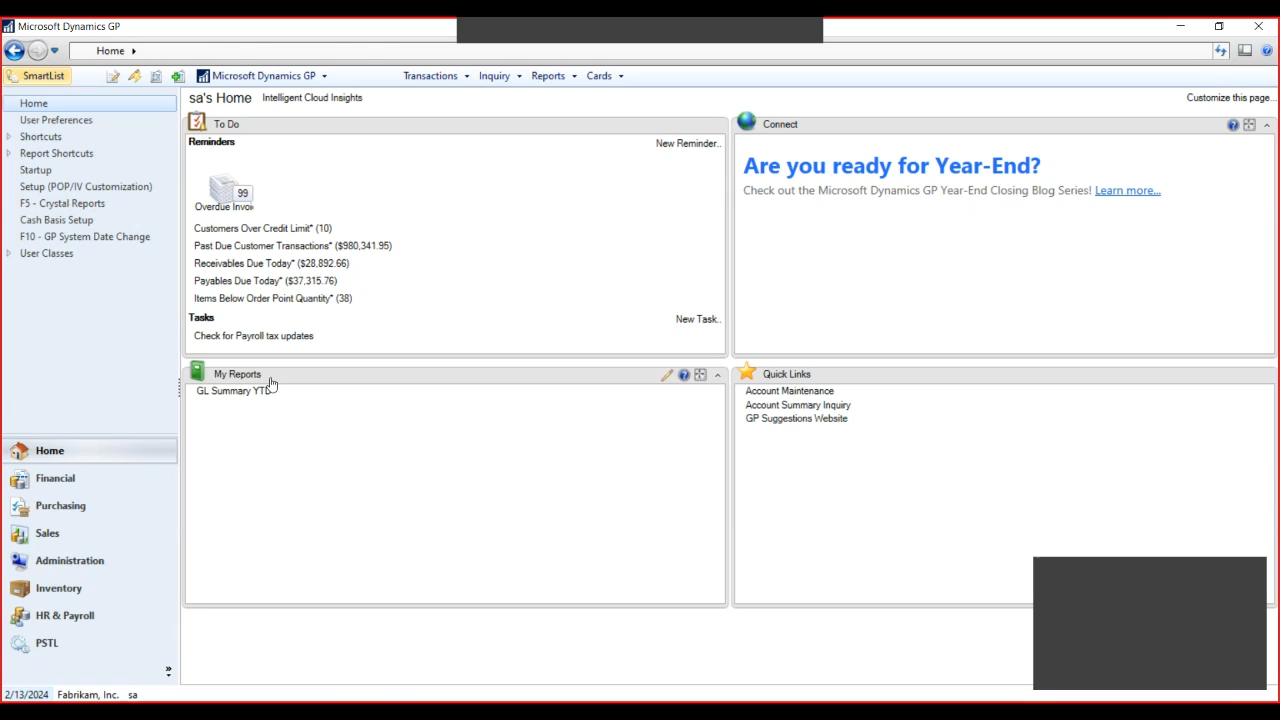 Microsoft Dynamics GP
Home
SmartList
Microsoft Dynamics GP
Transactions
Inquiry
Reports
Cards
Home
User Preferences
Shortcuts
Report Shortcuts
Startup
Setup (POP/IV Customization)
F5 - Crystal Reports
Cash Basis Setup
F10 - GP System Date Change
User Classes
Home
Financial
Purchasing
Sales
Administration
Inventory
HR & Payroll
PSTL
sa's Home Intelligent Cloud Insights
Customize this page...
To Do
Reminders
New Reminder..
99
Overdue Invoi
Customers Over Credit Limit* (10)
Past Due Customer Transactions* ($980,341.95)
Receivables Due Today* ($28,892.66)
Payables Due Today* ($37,315.76)
Items Below Order Point Quantity* (38)
Tasks
New Task..
Check for Payroll tax updates
Connect
Are you ready for Year-End?
Check out the Microsoft Dynamics GP Year-End Closing Blog Series! Learn more...
My Reports
GL Summary YTD
Quick Links
Account Maintenance
Account Summary Inquiry
GP Suggestions Website
2/13/2024 Fabrikam, Inc. sa